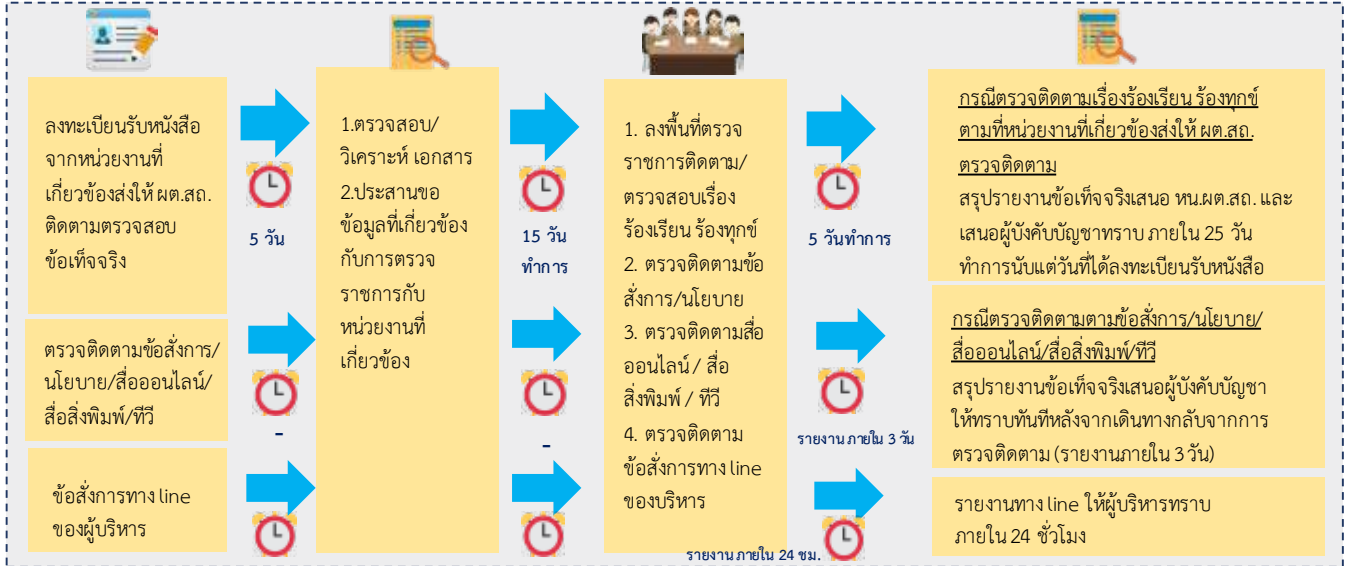 ลงทะเบียนรับหนังสือ
จากหน่วยงานที่
เกี่ยวข้องส่งให้ ผต.สถ.
ติดตามตรวจสอบ
ข้อเท็จจริง
5 วัน
1.ตรวจสอบ/
วิเคราะห์ เอกสาร
2.ประสานขอ
ข้อมูลที่เกี่ยวข้อง
กับการตรวจ
ราชการกับ
หน่วยงานที่
เกี่ยวข้อง
15 วัน
ทำการ
1. ลงพื้นที่ตรวจ
ราชการติดตาม/
ตรวจสอบเรื่อง
ร้องเรียน ร้องทุกข์
2. ตรวจติดตามข้อ
สั่งการ/นโยบาย
3. ตรวจติดตามสื่อ
ออนไลน์ / สื่อ
สิ่งพิมพ์ / ทีวี
4. ตรวจติดตาม
ข้อสั่งการทาง line
ของบริหาร
5 วันทำการ
กรณีตรวจติดตามเรื่องร้องเรียน ร้องทุกข์
ตามที่หน่วยงานที่เกี่ยวข้องส่งให้ ผต.สถ.
ตรวจติดตาม
สรุปรายงานข้อเท็จจริงเสนอ หน.ผต.สถ. และ
เสนอผู้บังคับบัญชาทราบ ภายใน 25 วัน
ทำการนับแต่วันที่ได้ลงทะเบียนรับหนังสือ
ตรวจติดตามข้อสั่งการ/
นโยบาย/สื่อออนไลน์/
สื่อสิ่งพิมพ์/ทีวี
-
-
รายงาน ภายใน 3 วัน
กรณีตรวจติดตามตามข้อสั่งการ/นโยบาย/
สื่อออนไลน์/สื่อสิ่งพิมพ์/ทีวี
สรุปรายงานข้อเท็จจริงเสนอผู้บังคับบัญชา
ให้ทราบทันทีหลังจากเดินทางกลับจากการ
ตรวจติดตาม (รายงานภายใน 3 วัน)
ข้อสั่งการทาง line
ของผู้บริหาร
รายงาน ภายใน 24 ชม.
รายงานทาง line ให้ผู้บริหารทราบ
ภายใน 24 ชั่วโมง